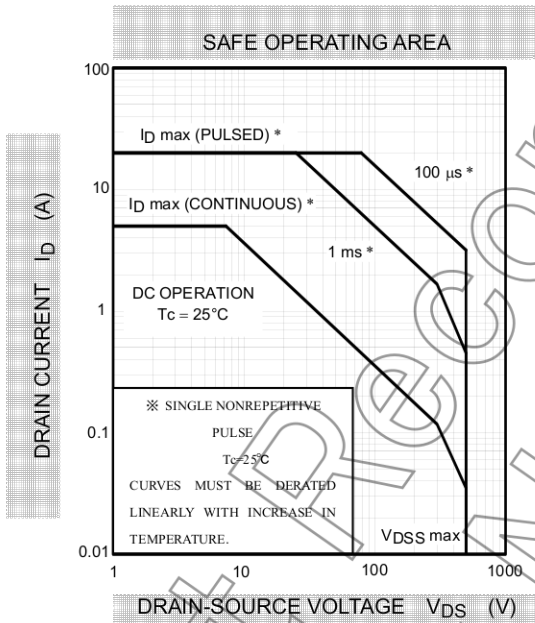 SAFE OPERATING AREA
100
ID max (PULSED) *
10
100 μs *
ID max (CONTINUOUS) *
1 ms *
DC OPERATION
Tc = 25°C
1
※ SINGLE NONREPETITIVE
PULSE
Tc=25℃
CURVES MUST BE DERATED
LINEARLY WITH INCREASE IN
TEMPERATURE.
0.1
VDSS max
0.01
1
10
100
1000
DRAIN CURRENT ID (A)
DRAIN-SOURCE VOLTAGE VDS (V)